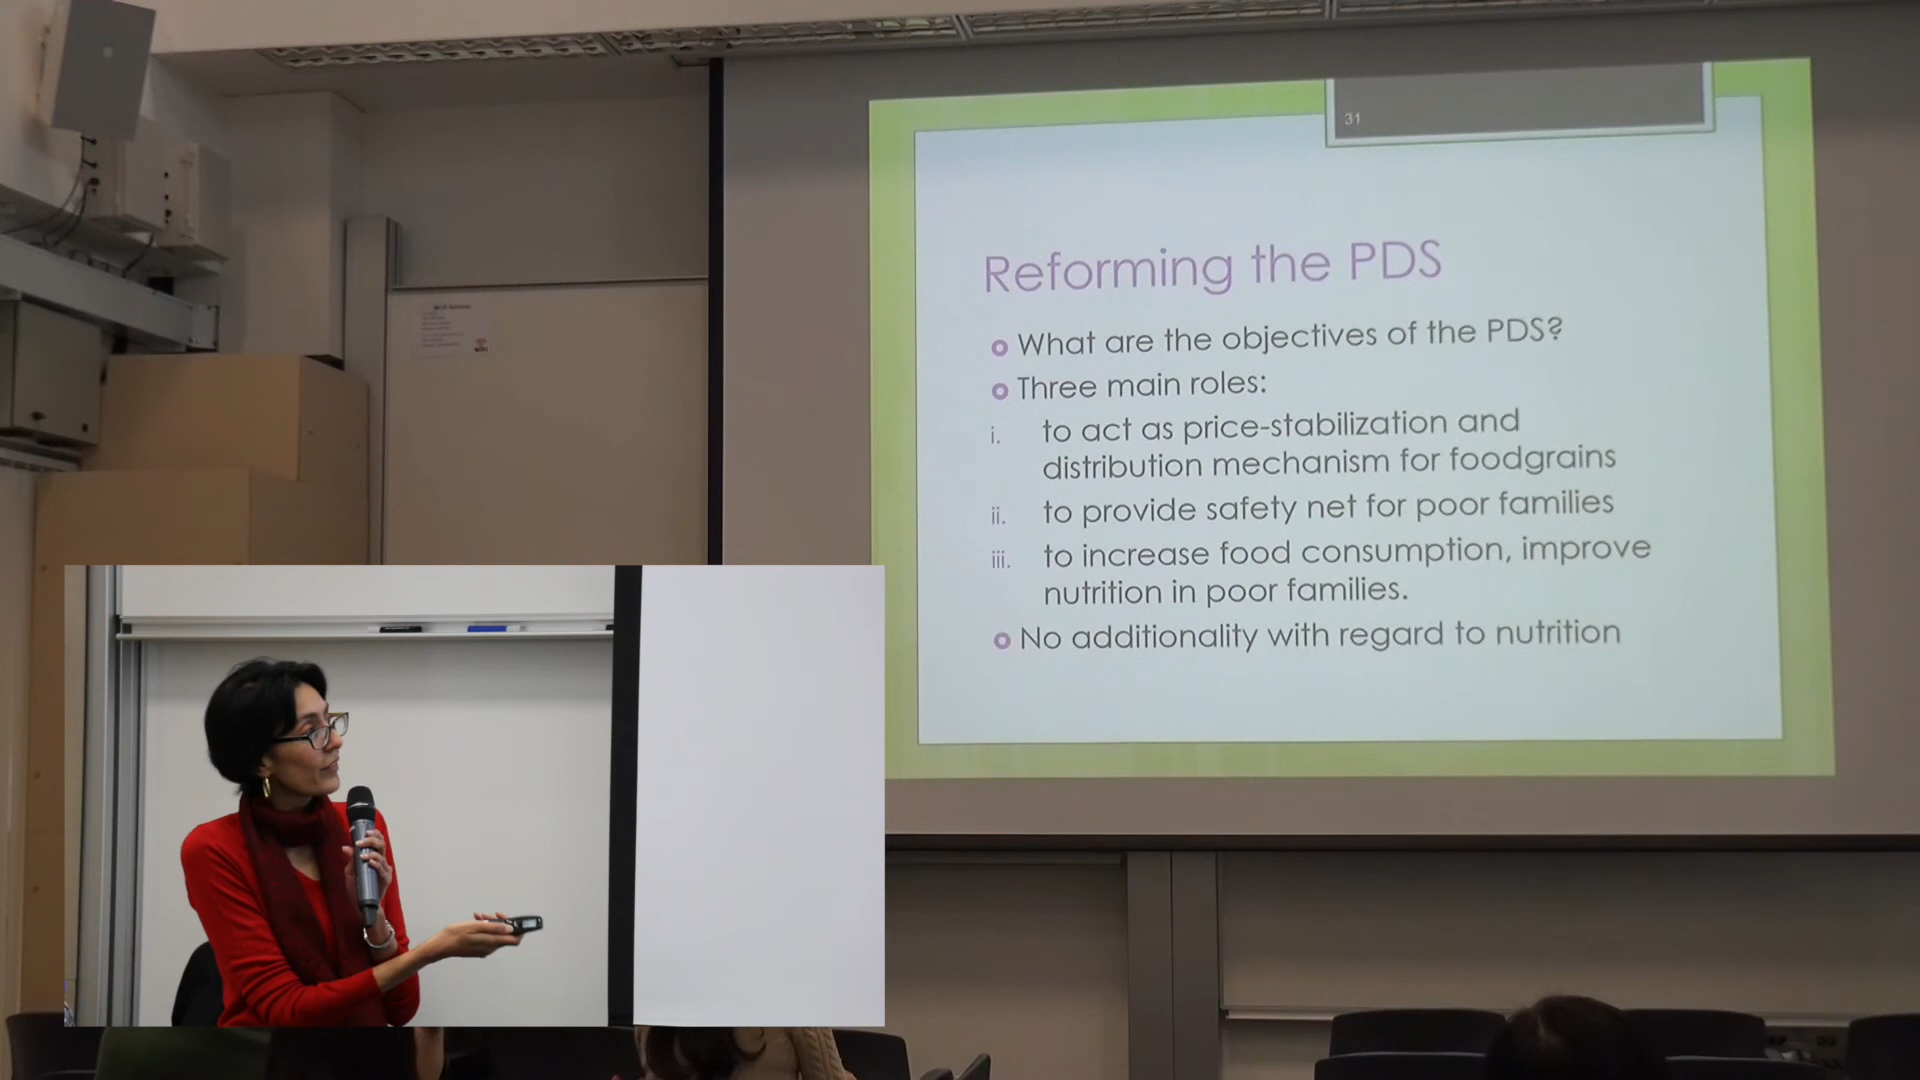 31
Reforming the PDS
What are the objectives of the PDS?
Three main roles:
i. to act as price-stabilization and
distribution mechanism for foodgrains
ii. to provide safety net for poor families
iii. to increase food consumption, improve
nutrition in poor families.
No additionality with regard to nutrition